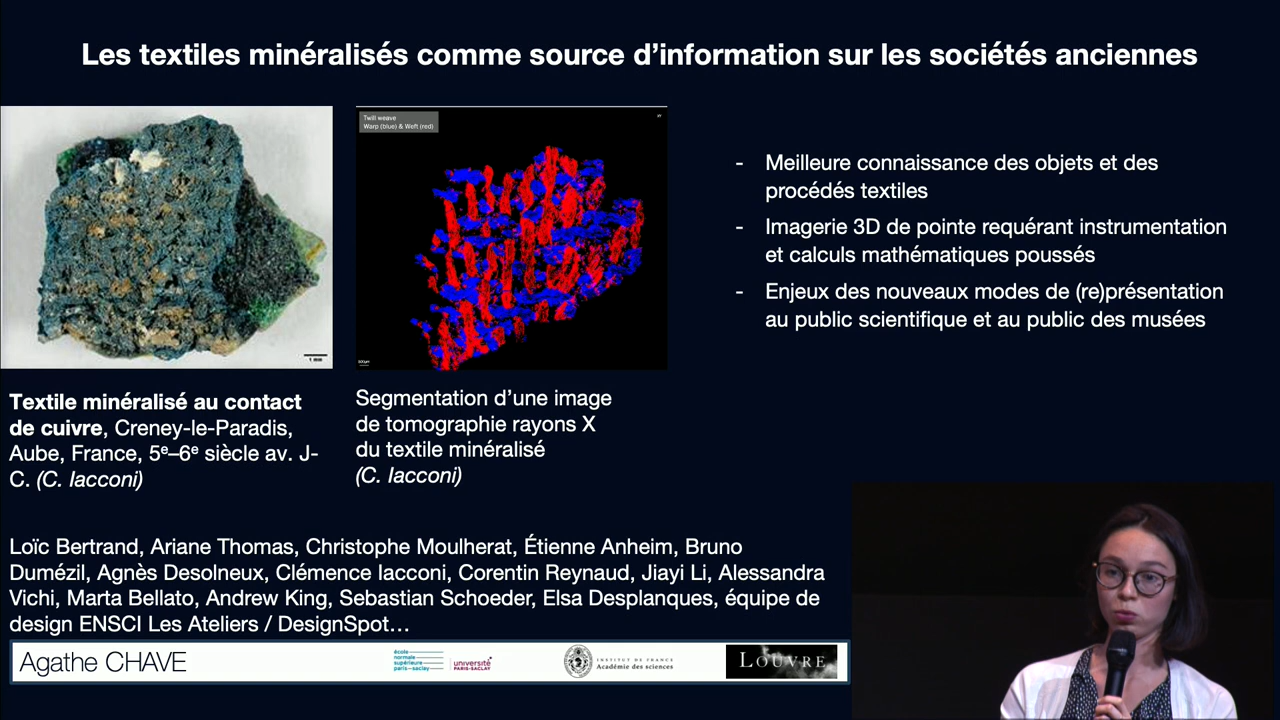 Les textiles minéralisés comme source d’information sur les sociétés anciennes
Twill weave
Warp (blue) & Weft (red)
1 mm
500µm
- Meilleure connaissance des objets et des
procédés textiles
- Imagerie 3D de pointe requérant instrumentation
et calculs mathématiques poussés
- Enjeux des nouveaux modes de (re)présentation
au public scientifique et au public des musées
Textile minéralisé au contact
de cuivre, Creney-le-Paradis,
Aube, France, 5e–6e siècle av. J-
C. (C. Iacconi)
Segmentation d’une image
de tomographie rayons X
du textile minéralisé
(C. Iacconi)
Loïc Bertrand, Ariane Thomas, Christophe Moulherat, Étienne Anheim, Bruno
Dumézil, Agnès Desolneux, Clémence Iacconi, Corentin Reynaud, Jiayi Li, Alessandra
Vichi, Marta Bellato, Andrew King, Sebastian Schoeder, Elsa Desplanques, équipe de
design ENSCI Les Ateliers / DesignSpot…
Agathe CHAVE
école
normale
supérieure
paris-saclay
université
PARIS-SACLAY
INSTITUT DE FRANCE
Académie des sciences
LOUVRE